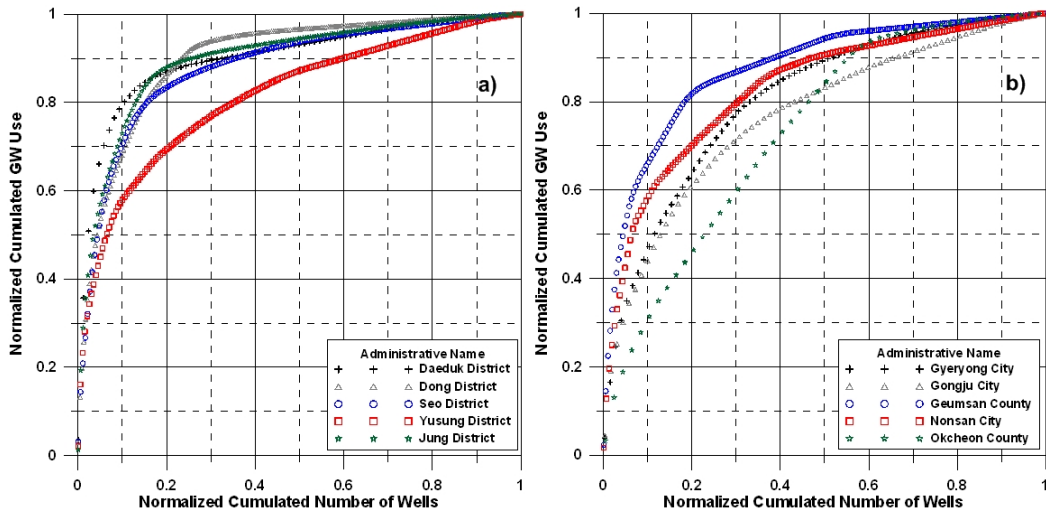 1
0.8
0.6
0.4
0.2
0
Normalized Cumulated GW Use
a)
Administrative Name
Daeduk District
Dong District
Seo District
Yusung District
Jung District
0 0.2 0.4 0.6 0.8 1
Normalized Cumulated Number of Wells
1
0.8
0.6
0.4
0.2
0
Normalized Cumulated GW Use
b)
Administrative Name
Gyeryong City
Gongju City
Geumsan County
Nonsan City
Okcheon County
0 0.2 0.4 0.6 0.8 1
Normalized Cumulated Number of Wells